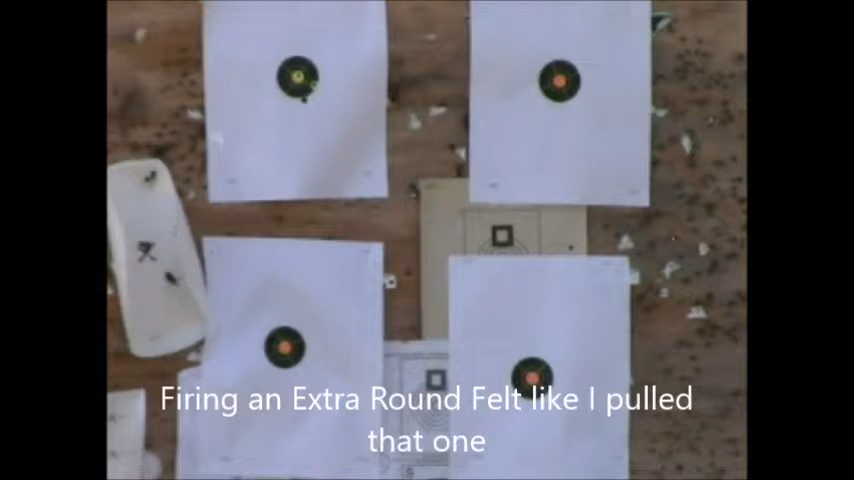 Firing an Extra Round Felt like I pulled
that one